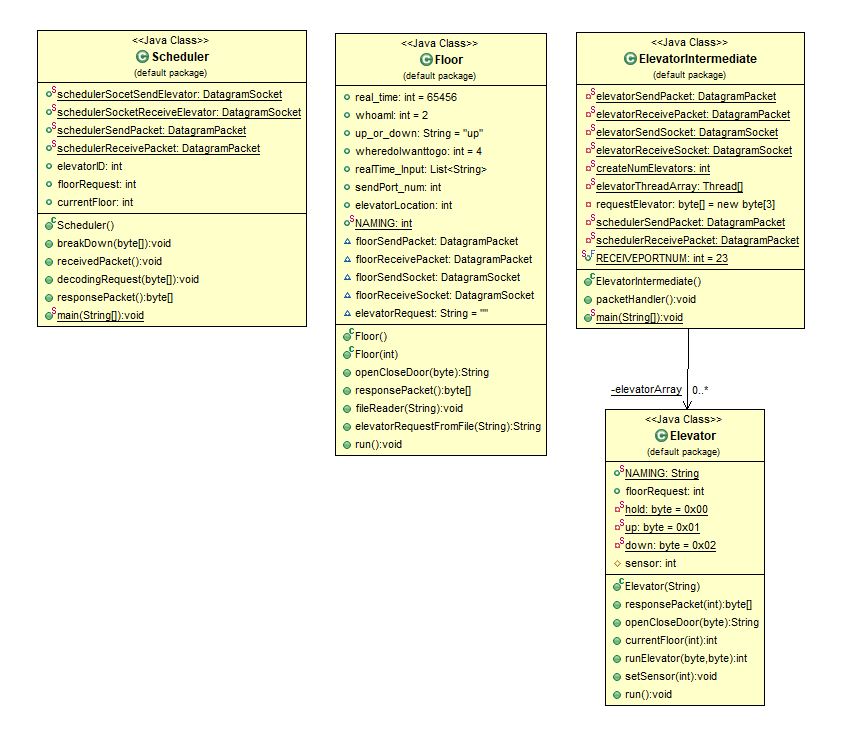 <<Java Class>>
Scheduler
(default package)
schedulerSocetSendElevator: DatagramSocket
schedulerSocketReceiveElevator: DatagramSocket
schedulerSendPacket: DatagramPacket
schedulerReceivePacket: DatagramPacket
elevatorID: int
floorRequest: int
currentFloor: int
Scheduler()
breakDown(byte[]):void
receivedPacket():void
decodingRequest(byte[]):void
responsePacket():byte[]
main(String[]):void
<<Java Class>>
Floor
(default package)
real_time: int = 65456
whoamI: int = 2
up_or_down: String = "up"
wheredoIwanttogo: int = 4
realTime_Input: List<String>
sendPort_num: int
elevatorLocation: int
NAMING: int
floorSendPacket: DatagramPacket
floorReceivePacket: DatagramPacket
floorSendSocket: DatagramSocket
floorReceiveSocket: DatagramSocket
elevatorRequest: String = ""
Floor()
Floor(int)
openCloseDoor(byte):String
responsePacket():byte[]
fileReader(String):void
elevatorRequestFromFile(String):String
run():void
<<Java Class>>
ElevatorIntermediate
(default package)
elevatorSendPacket: DatagramPacket
elevatorReceivePacket: DatagramPacket
elevatorSendSocket: DatagramSocket
elevatorReceiveSocket: DatagramSocket
createNumElevators: int
elevatorThreadArray: Thread[]
requestElevator: byte[] = new byte[3]
schedulerSendPacket: DatagramPacket
schedulerReceivePacket: DatagramPacket
RECEIVEPORTNUM: int = 23
ElevatorIntermediate()
packetHandler():void
main(String[]):void
-elevatorArray 0..*
<<Java Class>>
Elevator
(default package)
NAMING: String
floorRequest: int
hold: byte = 0x00
up: byte = 0x01
down: byte = 0x02
sensor: int
Elevator(String)
responsePacket(int):byte[]
openCloseDoor(byte):String
currentFloor(int):int
runElevator(byte,byte):int
setSensor(int):void
run():void